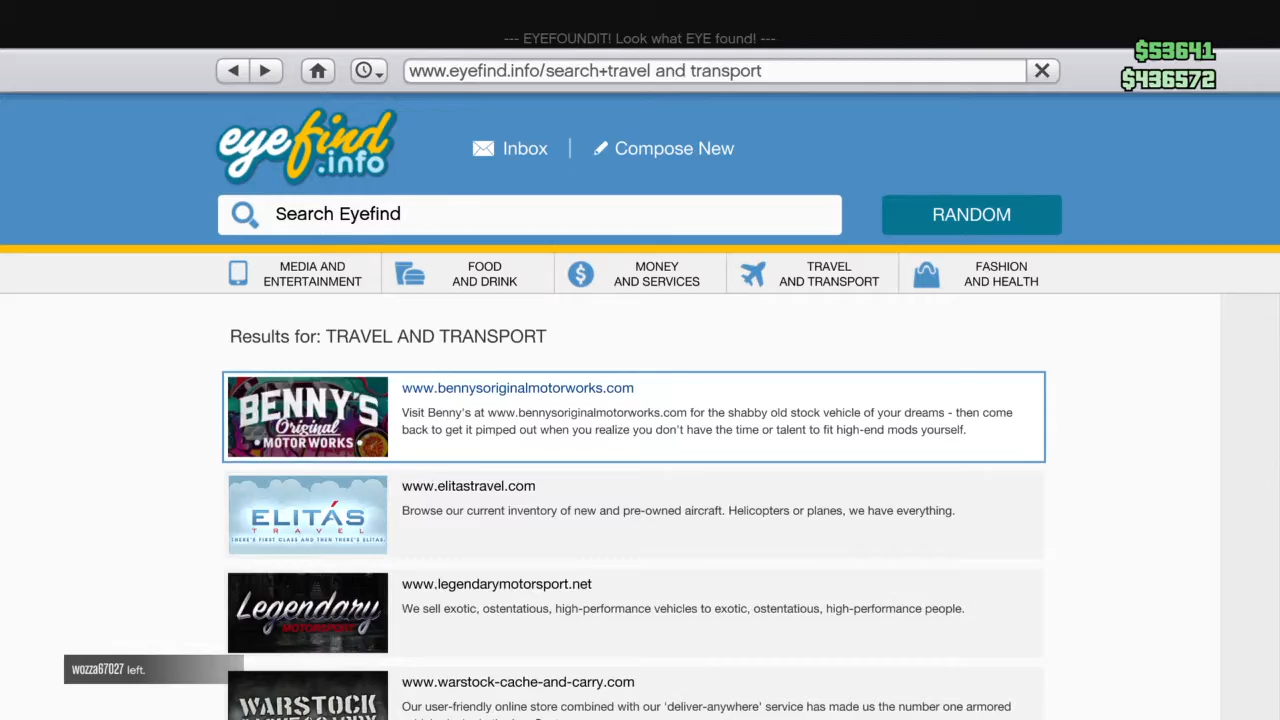 --- EYEFOUNDIT! Look what EYE found! ---
$53641
www.eyefind.info/search+travel and transport
$436572
eyefind
.info
Inbox
Compose New
Search Eyefind
RANDOM
MEDIA AND
ENTERTAINMENT
FOOD
AND DRINK
MONEY
AND SERVICES
TRAVEL
AND TRANSPORT
FASHION
AND HEALTH
Results for: TRAVEL AND TRANSPORT
BENNY'S
Original
MOTOR WORKS
www.bennysoriginalmotorworks.com
Visit Benny's at www.bennysoriginalmotorworks.com for the shabby old stock vehicle of your dreams - then come
back to get it pimped out when you realize you don't have the time or talent to fit high-end mods yourself.
ELITÁS
TRAVEL
THERE'S FIRST CLASS AND THEN THERE'S ELITAS.
www.elitastravel.com
Browse our current inventory of new and pre-owned aircraft. Helicopters or planes, we have everything.
Legendary
MOTORSPORT
www.legendarymotorsport.net
We sell exotic, ostentatious, high-performance vehicles to exotic, ostentatious, high-performance people.
wozza67027 left.
WARSTOCK
www.warstock-cache-and-carry.com
Our user-friendly online store combined with our 'deliver-anywhere' service has made us the number one armored